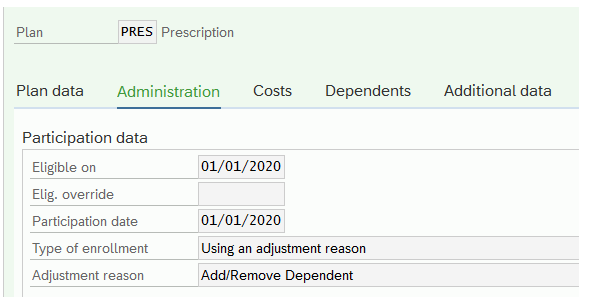 Plan PRES Prescription
Plan data Administration Costs Dependents Additional data
Participation data
Eligible on 01/01/2020
Elig. override
Participation date 01/01/2020
Type of enrollment Using an adjustment reason
Adjustment reason Add/Remove Dependent